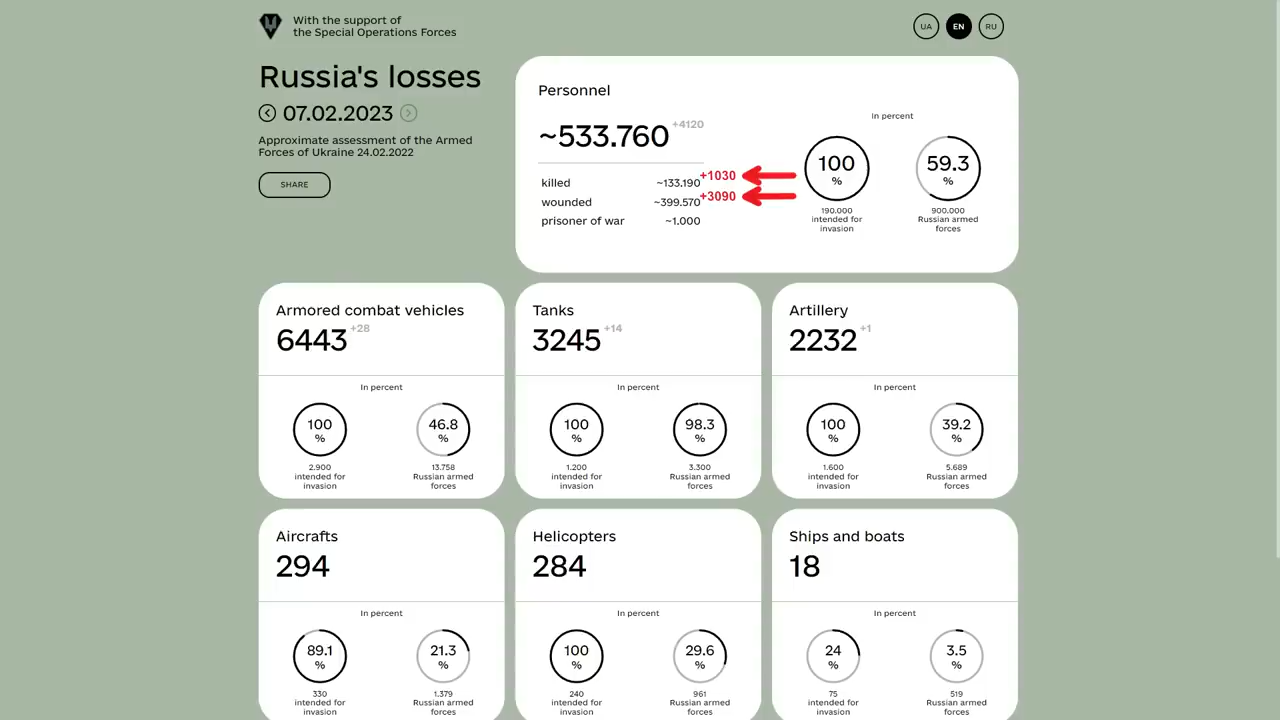 With the support of
the Special Operations Forces
UA
EN
RU
Russia's losses
07.02.2023
Approximate assessment of the Armed
Forces of Ukraine 24.02.2022
SHARE
Personnel
~533.760 +4120
killed ~133.190 +1030
wounded ~399.570 +3090
prisoner of war ~1.000
In percent
100
%
190.000
intended for
invasion
59.3
%
900.000
Russian armed
forces
Armored combat vehicles
6443 +28
In percent
100
%
2.900
intended for
invasion
46.8
%
13.758
Russian armed
forces
Tanks
3245 +14
In percent
100
%
1.200
intended for
invasion
98.3
%
3.300
Russian armed
forces
Artillery
2232 +1
In percent
100
%
1.600
intended for
invasion
39.2
%
5.689
Russian armed
forces
Aircrafts
294
In percent
89.1
%
330
intended for
invasion
21.3
%
1.379
Russian armed
forces
Helicopters
284
In percent
100
%
240
intended for
invasion
29.6
%
961
Russian armed
forces
Ships and boats
18
In percent
24
%
75
intended for
invasion
3.5
%
519
Russian armed
forces